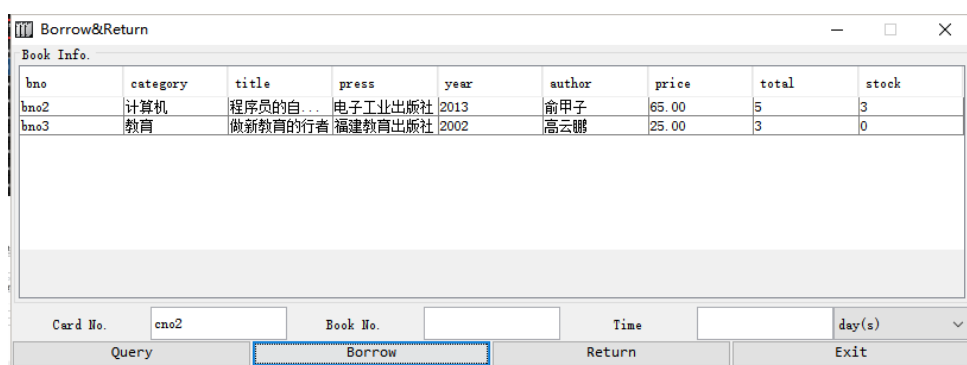 Borrow&Return
Book Info.
bno category title press year author price total stock
bno2 计算机 程序员的自... 电子工业出版社 2013 俞甲子 65.00 5 3
bno3 教育 做新教育的行者 福建教育出版社 2002 高云鹏 25.00 3 0
Card No. cno2 Book No. Time day(s)
Query Borrow Return Exit